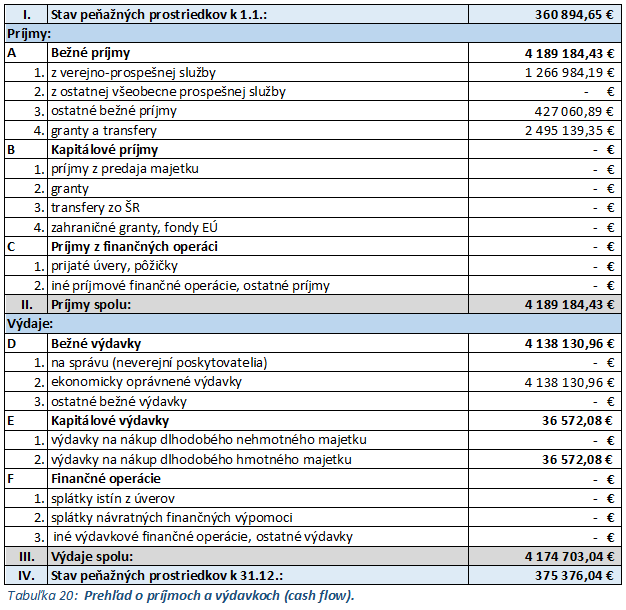 I. Stav peňažných prostriedkov k 1.1.: 360 894,65 €
Príjmy:
A Bežné príjmy 4 189 184,43 €
1. z verejno-prospešnej služby 1 266 984,19 €
2. z ostatnej všeobecne prospešnej služby - €
3. ostatné bežné príjmy 427 060,89 €
4. granty a transfery 2 495 139,35 €
B Kapitálové príjmy - €
1. príjmy z predaja majetku - €
2. granty - €
3. transfery zo ŠR - €
4. zahraničné granty, fondy EÚ - €
C Príjmy z finančných operáci - €
1. prijaté úvery, pôžičky - €
2. iné príjmové finančné operácie, ostatné príjmy - €
II. Príjmy spolu: 4 189 184,43 €
Výdaje:
D Bežné výdavky 4 138 130,96 €
1. na správu (neverejní poskytovatelia) - €
2. ekonomicky oprávnené výdavky 4 138 130,96 €
3. ostatné bežné výdavky - €
E Kapitálové výdavky 36 572,08 €
1. výdavky na nákup dlhodobého nehmotného majetku - €
2. výdavky na nákup dlhodobého hmotného majetku 36 572,08 €
F Finančné operácie - €
1. splátky istín z úverov - €
2. splátky návratných finančných výpomoci - €
3. iné výdavkové finančné operácie, ostatné výdavky - €
III. Výdaje spolu: 4 174 703,04 €
IV. Stav peňažných prostriedkov k 31.12.: 375 376,04 €
Tabuľka 20: Prehľad o príjmoch a výdavkoch (cash flow).